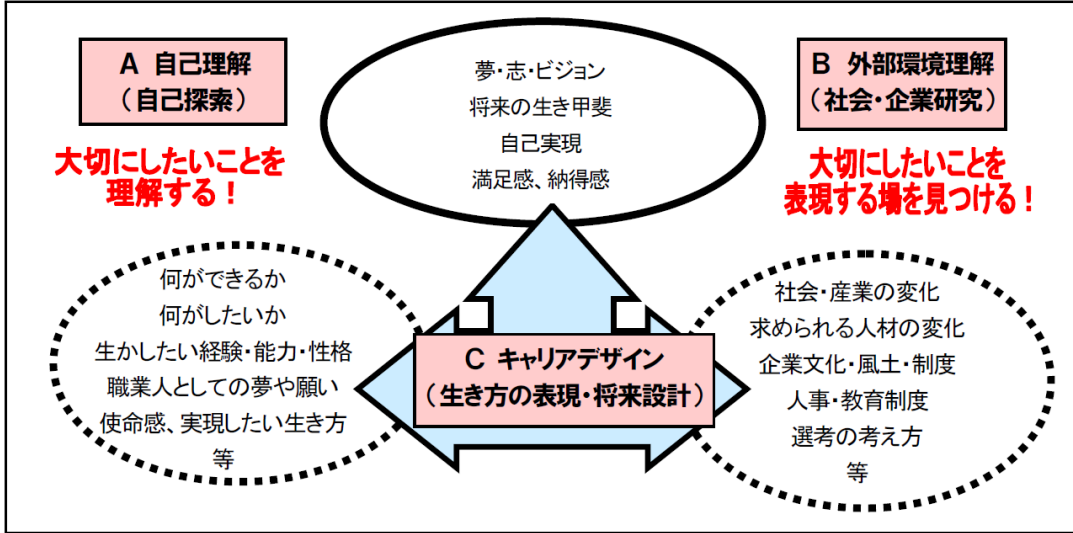 A 自己理解
（自己探索）
大切にしたいことを
理解する！
夢・志・ビジョン
将来の生き甲斐
自己実現
満足感、納得感
B 外部環境理解
（社会・企業研究）
大切にしたいことを
表現する場を見つける！
何ができるか
何がしたいか
生かしたい経験・能力・性格
職業人としての夢や願い
使命感、実現したい生き方
等
C キャリアデザイン
（生き方の表現・将来設計）
社会・産業の変化
求められる人材の変化
企業文化・風土・制度
人事・教育制度
選考の考え方
等